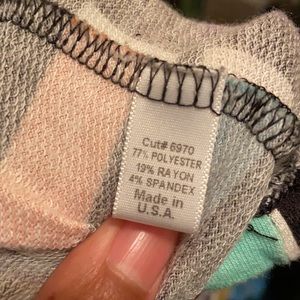 Cut# 6970
77% POLYESTER
19% RAYON
4% SPANDEX
Made in
U.S.A.